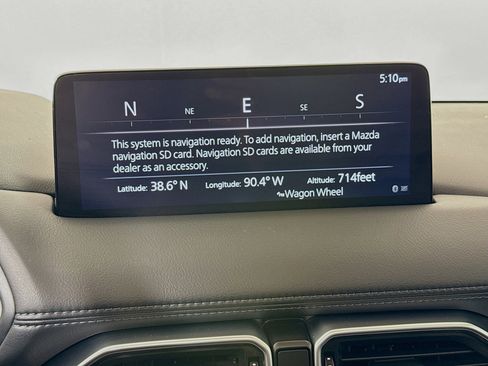 5:10pm
N NE E SE S
This system is navigation ready. To add navigation, insert a Mazda
navigation SD card. Navigation SD cards are available from your
dealer as an accessory.
Latitude: 38.6° N Longitude: 90.4° W Altitude: 714feet
Wagon Wheel